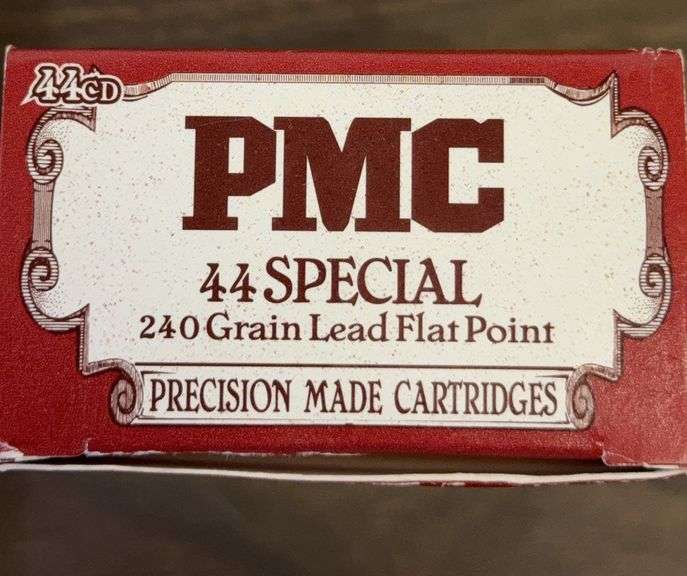 44CD
PMC
44 SPECIAL
240 Grain Lead Flat Point
PRECISION MADE CARTRIDGES